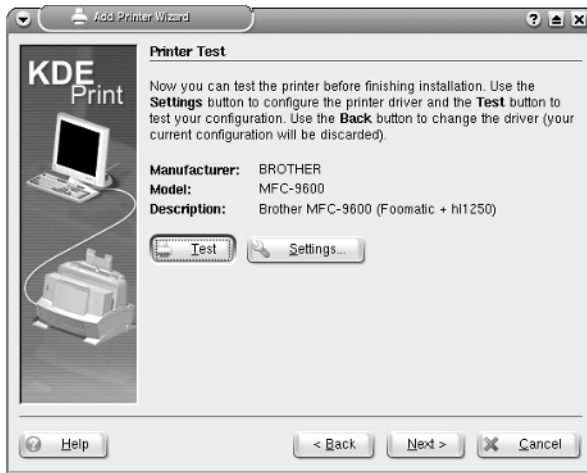 Add Printer Wizard
KDE
Print
Printer Test
Now you can test the printer before finishing installation. Use the
Settings button to configure the printer driver and the Test button to
test your configuration. Use the Back button to change the driver (your
current configuration will be discarded).
Manufacturer: BROTHER
Model: MFC-9600
Description: Brother MFC-9600 (Foomatic + hl1250)
Test Settings...
Help < Back Next > Cancel